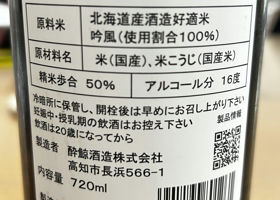 原料米
北海道産酒造好適米
吟風(使用割合100%)
原材料名 米(国産)、米こうじ(国産米)
精米歩合 50% アルコール分 16度
冷暗所に保管し、開栓後は早めにお召し上がり下さい
妊娠中・授乳期の飲酒はお控え下さい
飲酒は20歳になってから
製品情報
製造者 酔鯨酒造株式会社
高知市長浜566-1
内容量 720ml